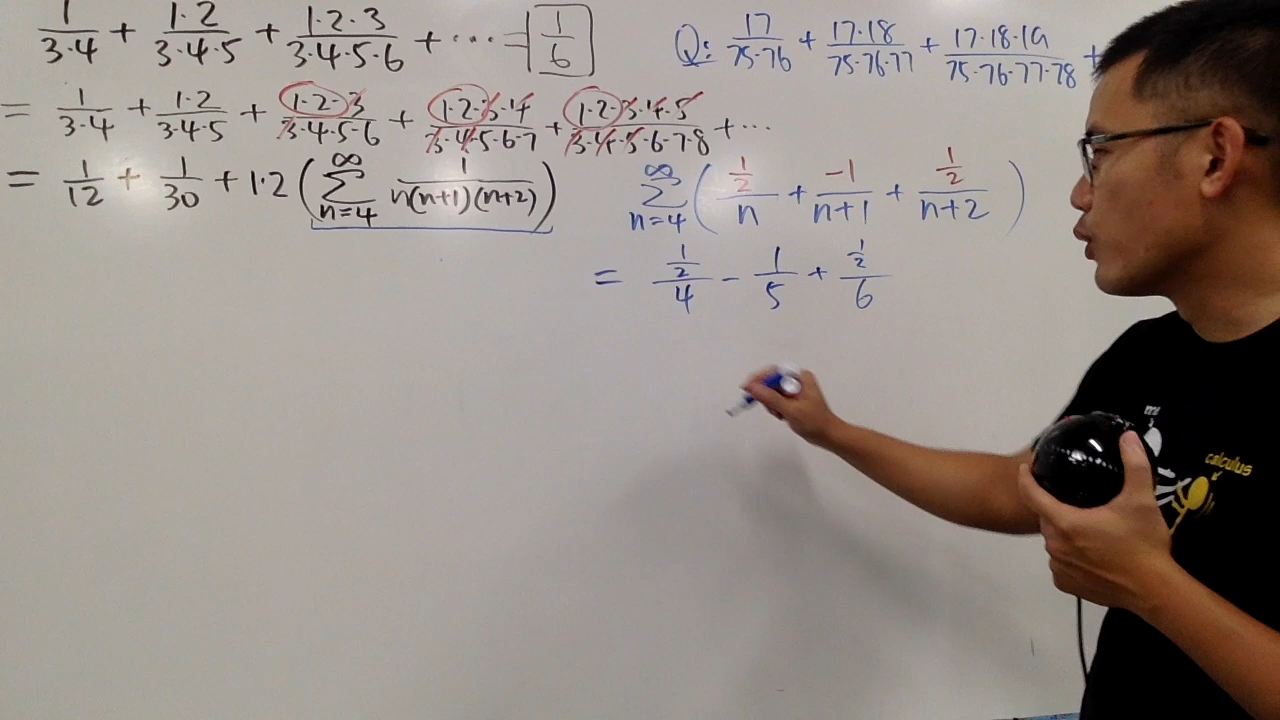 1/(3·4) + (1·2)/(3·4·5) + (1·2·3)/(3·4·5·6) + ··· = 1/6
Q: 17/(75·76) + (17·18)/(75·76·77) + (17·18·19)/(75·76·77·78) +
= 1/(3·4) + (1·2)/(3·4·5) + (1·2·3)/(3·4·5·6) + (1·2·3·4)/(3·4·5·6·7) + (1·2·3·4·5)/(3·4·5·6·7·8) + ···
= 1/12 + 1/30 + 1·2 (∑_{n=4}^{∞} 1/(n(n+1)(n+2)))
∑_{n=4}^{∞} ( (1/2)/n + (-1)/(n+1) + (1/2)/(n+2) )
= (1/2)/4 - 1/5 + (1/2)/6
calculus